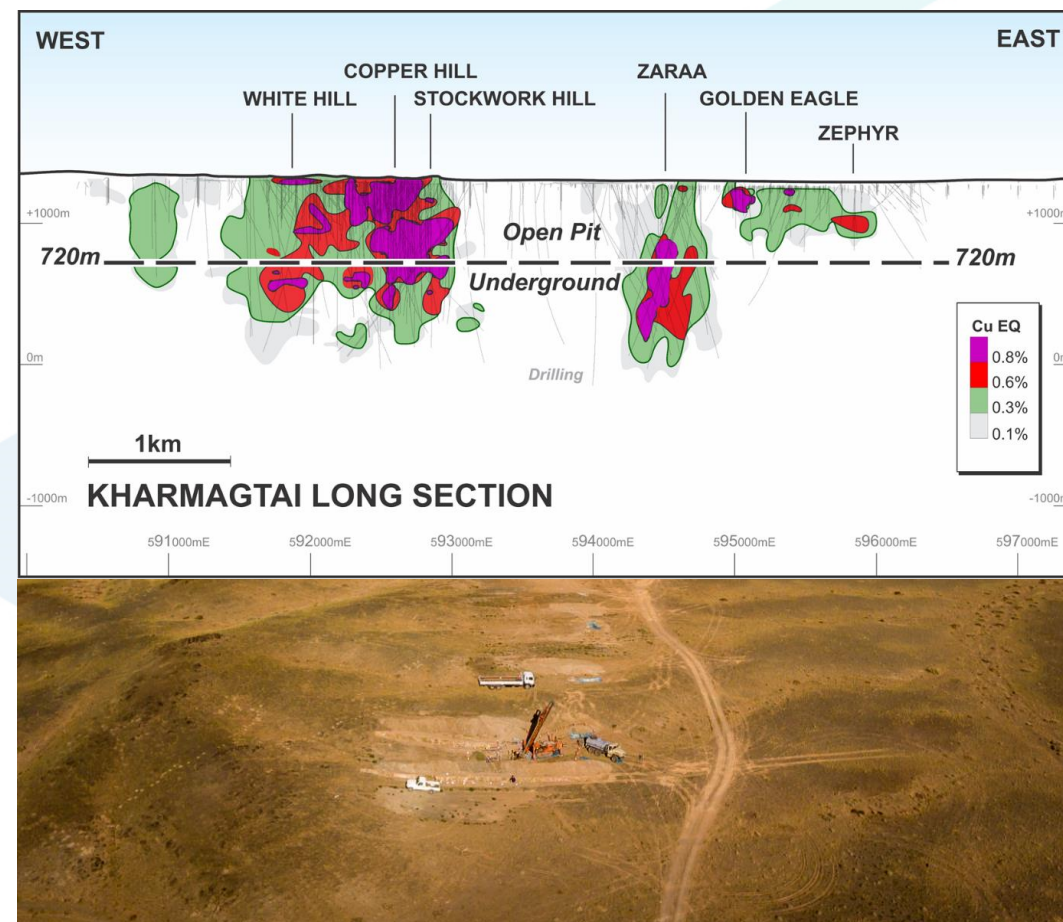 WEST
EAST
COPPER HILL
ZARAA
WHITE HILL
STOCKWORK HILL
GOLDEN EAGLE
ZEPHYR
+1000m
Open Pit
+1000m
720m
720m
Underground
Cu EQ
0.8%
0.6%
0.3%
0.1%
0m
0m
Drilling
1km
KHARMAGTAI LONG SECTION
-1000m
-1000m
591000mE
592000mE
593000mE
594000mE
595000mE
596000mE
597000mE